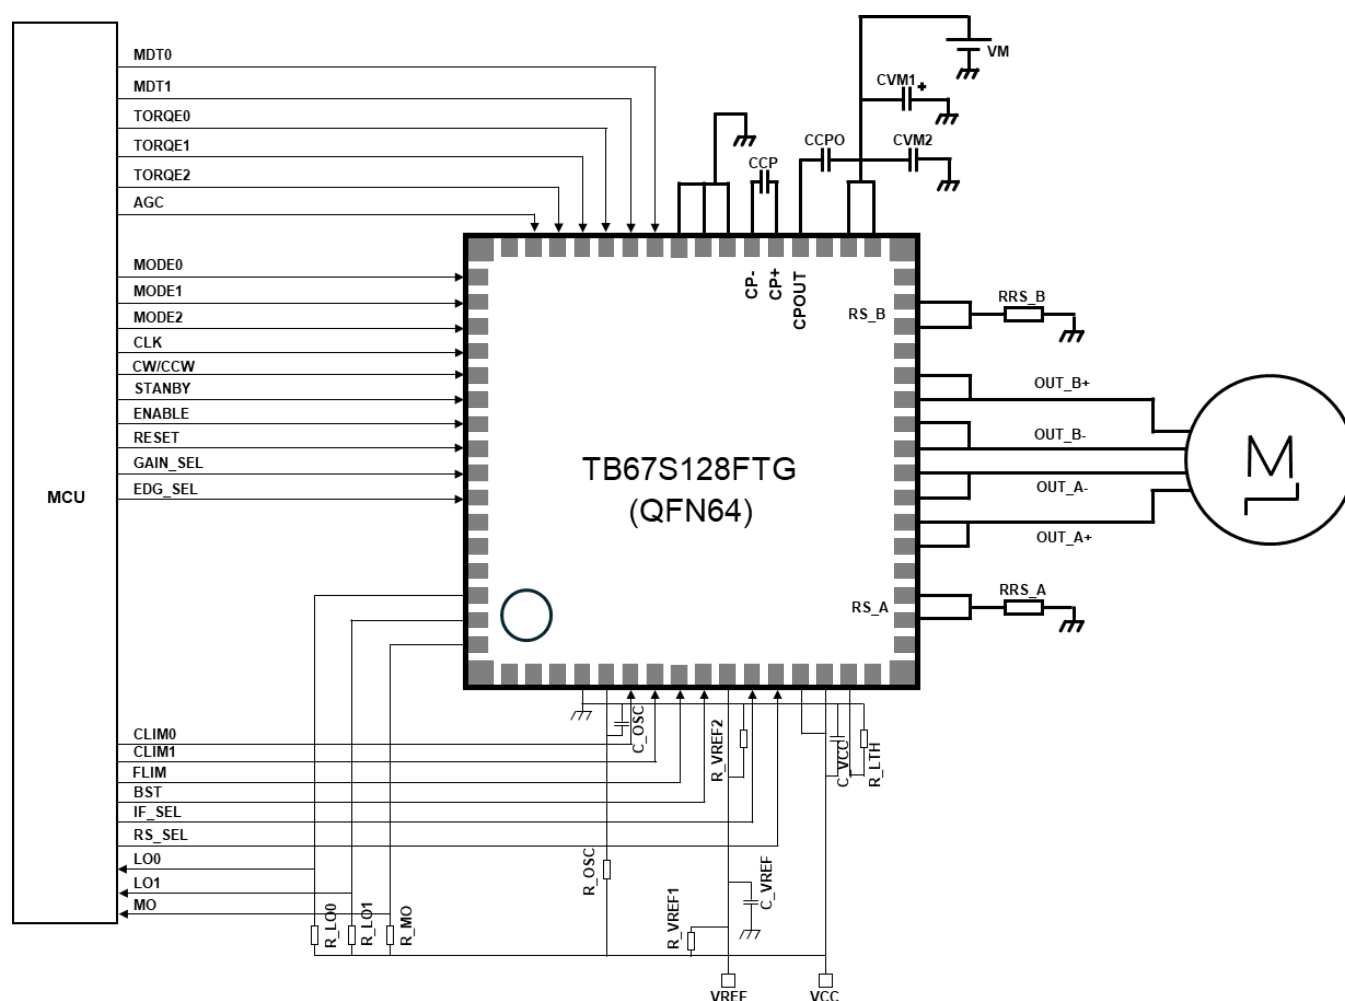 MDT0
MDT1
TORQE0
TORQE1
TORQE2
AGC
MODE0
MODE1
MODE2
CLK
CW/CCW
STANBY
ENABLE
RESET
GAIN_SEL
EDG_SEL
MCU
CLIM0
CLIM1
FLIM
BST
IF_SEL
RS_SEL
LO0
LO1
MO
VM
CVM1
+
CCPO
CVM2
CCP
CP-
CP+
CPOUT
RS_B
RRS_B
OUT_B+
OUT_B-
OUT_A-
OUT_A+
M
TB67S128FTG
(QFN64)
RS_A
RRS_A
C_OSC
R_VREF2
C_VCC
R_LTH
R_OSC
C_VREF
R_VREF1
R_LO0
R_LO1
R_MO
VREF
VCC